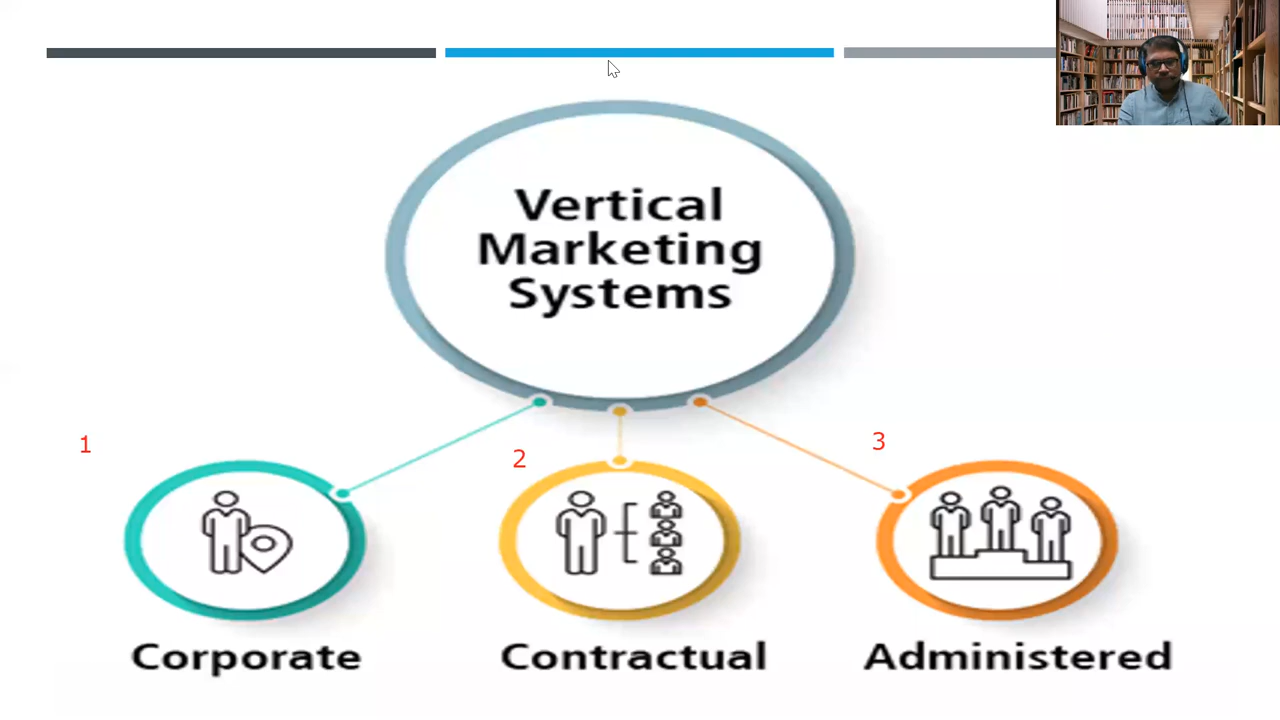 Vertical
Marketing
Systems
1
2
3
Corporate
Contractual
Administered